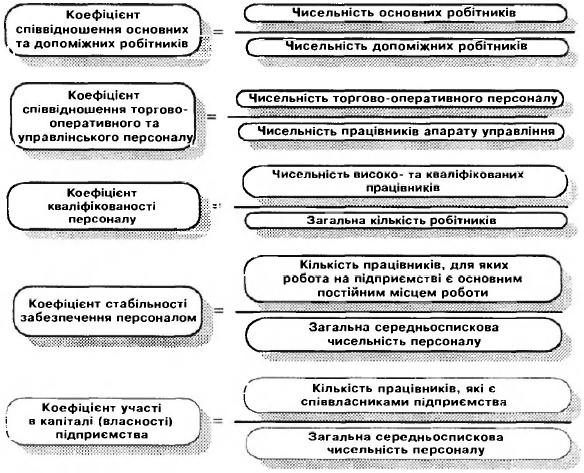 Коефіцієнт
співвідношення основних
та допоміжних робітників
=
Чисельність основних робітників
Чисельність допоміжних робітників
Коефіцієнт
співвідношення торгово-
оперативного та
управлінського персоналу
=
Чисельність торгово-оперативного персоналу
Чисельність працівників апарату управління
Коефіцієнт
кваліфікованості
персоналу
=
Чисельність високо- та кваліфікованих
працівників
Загальна кількість робітників
Коефіцієнт стабільності
забезпечення персоналом
=
Кількість працівників, для яких
робота на підприємстві є основним
постійним місцем роботи
Загальна середньоспискова
чисельність персоналу
Коефіцієнт участі
в капіталі (власності)
підприємства
=
Кількість працівників, які є
співвласниками підприємства
Загальна середньоспискова
чисельність персоналу